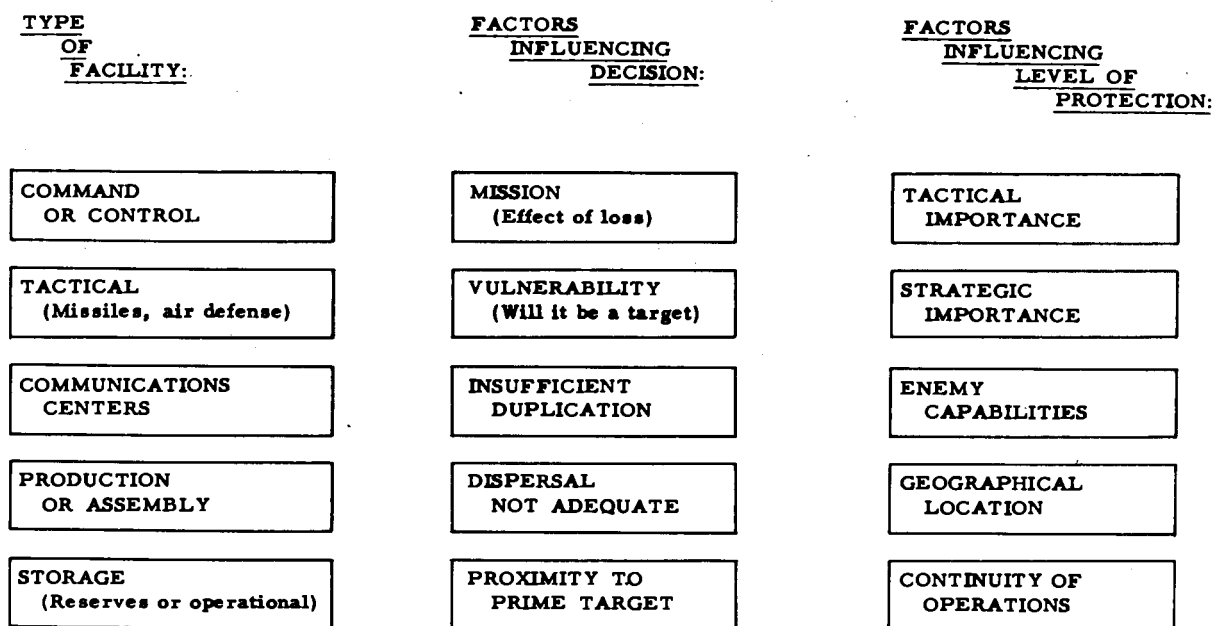 TYPE
OF
FACILITY:
FACTORS
INFLUENCING
DECISION:
FACTORS
INFLUENCING
LEVEL OF
PROTECTION:
COMMAND
OR CONTROL
MISSION
(Effect of loss)
TACTICAL
IMPORTANCE
TACTICAL
(Missiles, air defense)
VULNERABILITY
(Will it be a target)
STRATEGIC
IMPORTANCE
COMMUNICATIONS
CENTERS
INSUFFICIENT
DUPLICATION
ENEMY
CAPABILITIES
PRODUCTION
OR ASSEMBLY
DISPERSAL
NOT ADEQUATE
GEOGRAPHICAL
LOCATION
STORAGE
(Reserves or operational)
PROXIMITY TO
PRIME TARGET
CONTINUITY OF
OPERATIONS